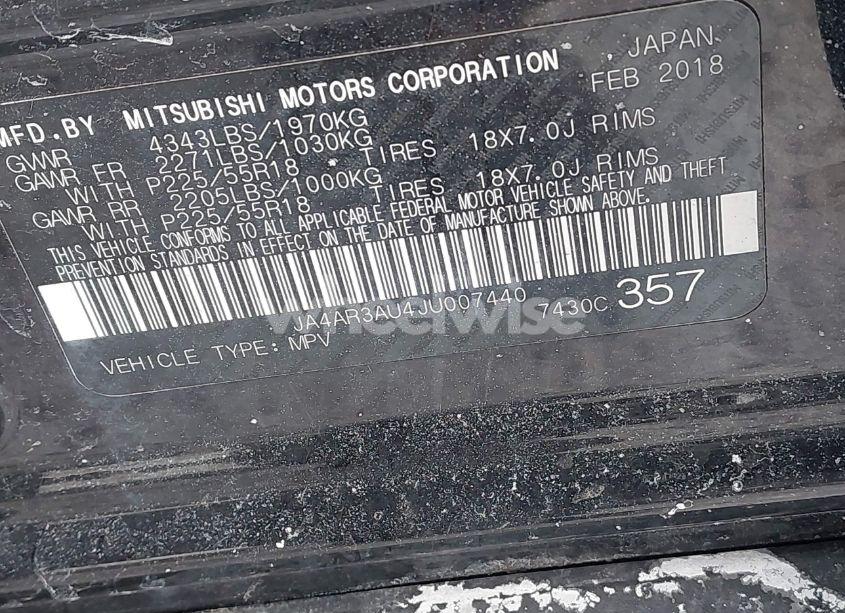 MFD. BY MITSUBISHI MOTORS CORPORATION JAPAN
FEB 2018
GVWR 4343LBS/1970KG
GAWR FR 2271LBS/1030KG
WITH P225/55R18 TIRES 18X7.0J RIMS
GAWR RR 2205LBS/1000KG
WITH P225/55R18 TIRES 18X7.0J RIMS
THIS VEHICLE CONFORMS TO ALL APPLICABLE FEDERAL MOTOR VEHICLE SAFETY AND THEFT
PREVENTION STANDARDS IN EFFECT ON THE DATE OF MANUFACTURE SHOWN ABOVE.
JA4AR3AU4JU007440 7430C 357
VEHICLE TYPE: MPV
wheelwise
MITSUBISHI